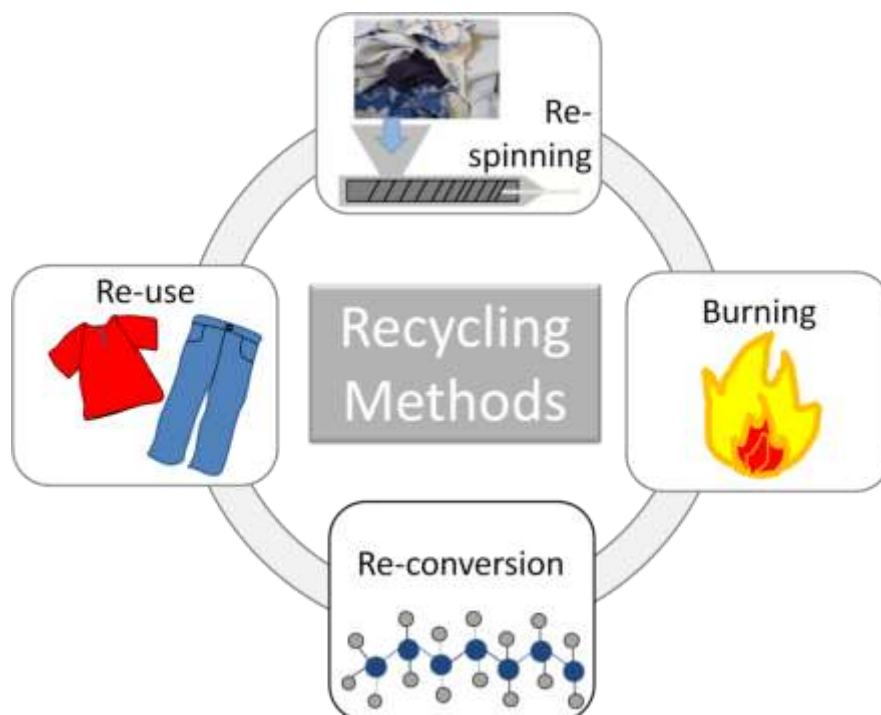 Re-
spinning
Re-use
Recycling
Methods
Burning
Re-conversion